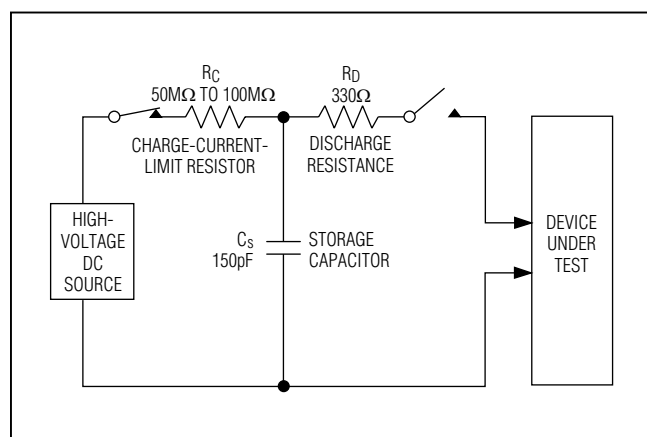 RC
50MΩ TO 100MΩ
CHARGE-CURRENT-
LIMIT RESISTOR
RD
330Ω
DISCHARGE
RESISTANCE
HIGH-
VOLTAGE
DC
SOURCE
Cs
150pF
STORAGE
CAPACITOR
DEVICE
UNDER
TEST